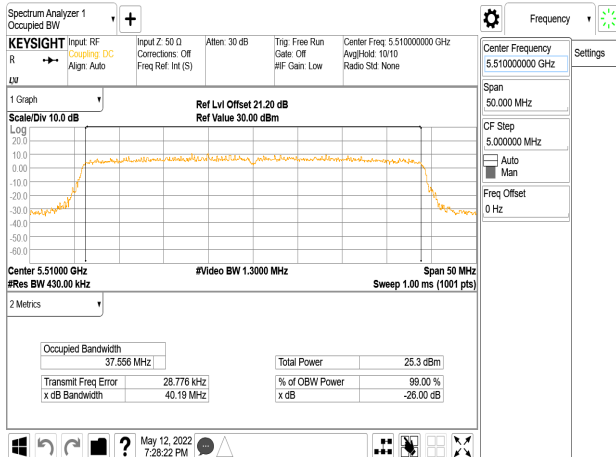 Spectrum Analyzer 1
Occupied BW
Frequency
KEYSIGHT
R
Input: RF
Coupling: DC
Align: Auto
Input Z: 50 Ω
Corrections: Off
Freq Ref: Int (S)
Atten: 30 dB
Trig: Free Run
Gate: Off
#IF Gain: Low
Center Freq: 5.510000000 GHz
Avg|Hold: 10/10
Radio Std: None
Center Frequency
5.510000000 GHz
Settings
Span
50.000 MHz
CF Step
5.000000 MHz
Auto
Man
Freq Offset
0 Hz
1 Graph
Scale/Div 10.0 dB
Ref Lvl Offset 21.20 dB
Ref Value 30.00 dBm
Log
20.0
10.0
0.00
-10.0
-20.0
-30.0
-40.0
-50.0
-60.0
Center 5.51000 GHz
#Video BW 1.3000 MHz
Span 50 MHz
#Res BW 430.00 kHz
Sweep 1.00 ms (1001 pts)
2 Metrics
Occupied Bandwidth
37.556 MHz
Total Power 25.3 dBm
Transmit Freq Error 28.776 kHz
% of OBW Power 99.00 %
x dB Bandwidth 40.19 MHz
x dB -26.00 dB
?
May 12, 2022
7:28:22 PM